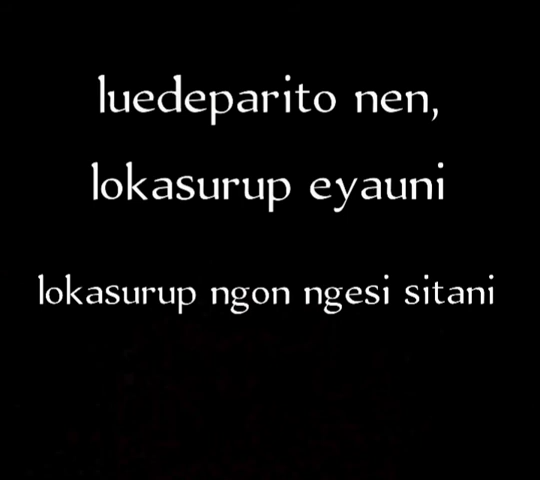 luedeparito nen,
lokasurup eyauni
lokasurup ngon ngesi sitani